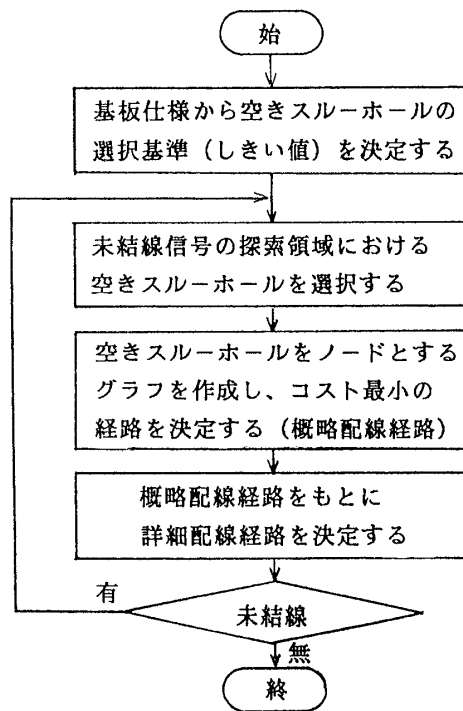 始
基板仕様から空きスルーホールの
選択基準（しきい値）を決定する
未結線信号の探索領域における
空きスルーホールを選択する
空きスルーホールをノードとする
グラフを作成し、コスト最小の
経路を決定する（概略配線経路）
概略配線経路をもとに
詳細配線経路を決定する
有
未結線
無
終